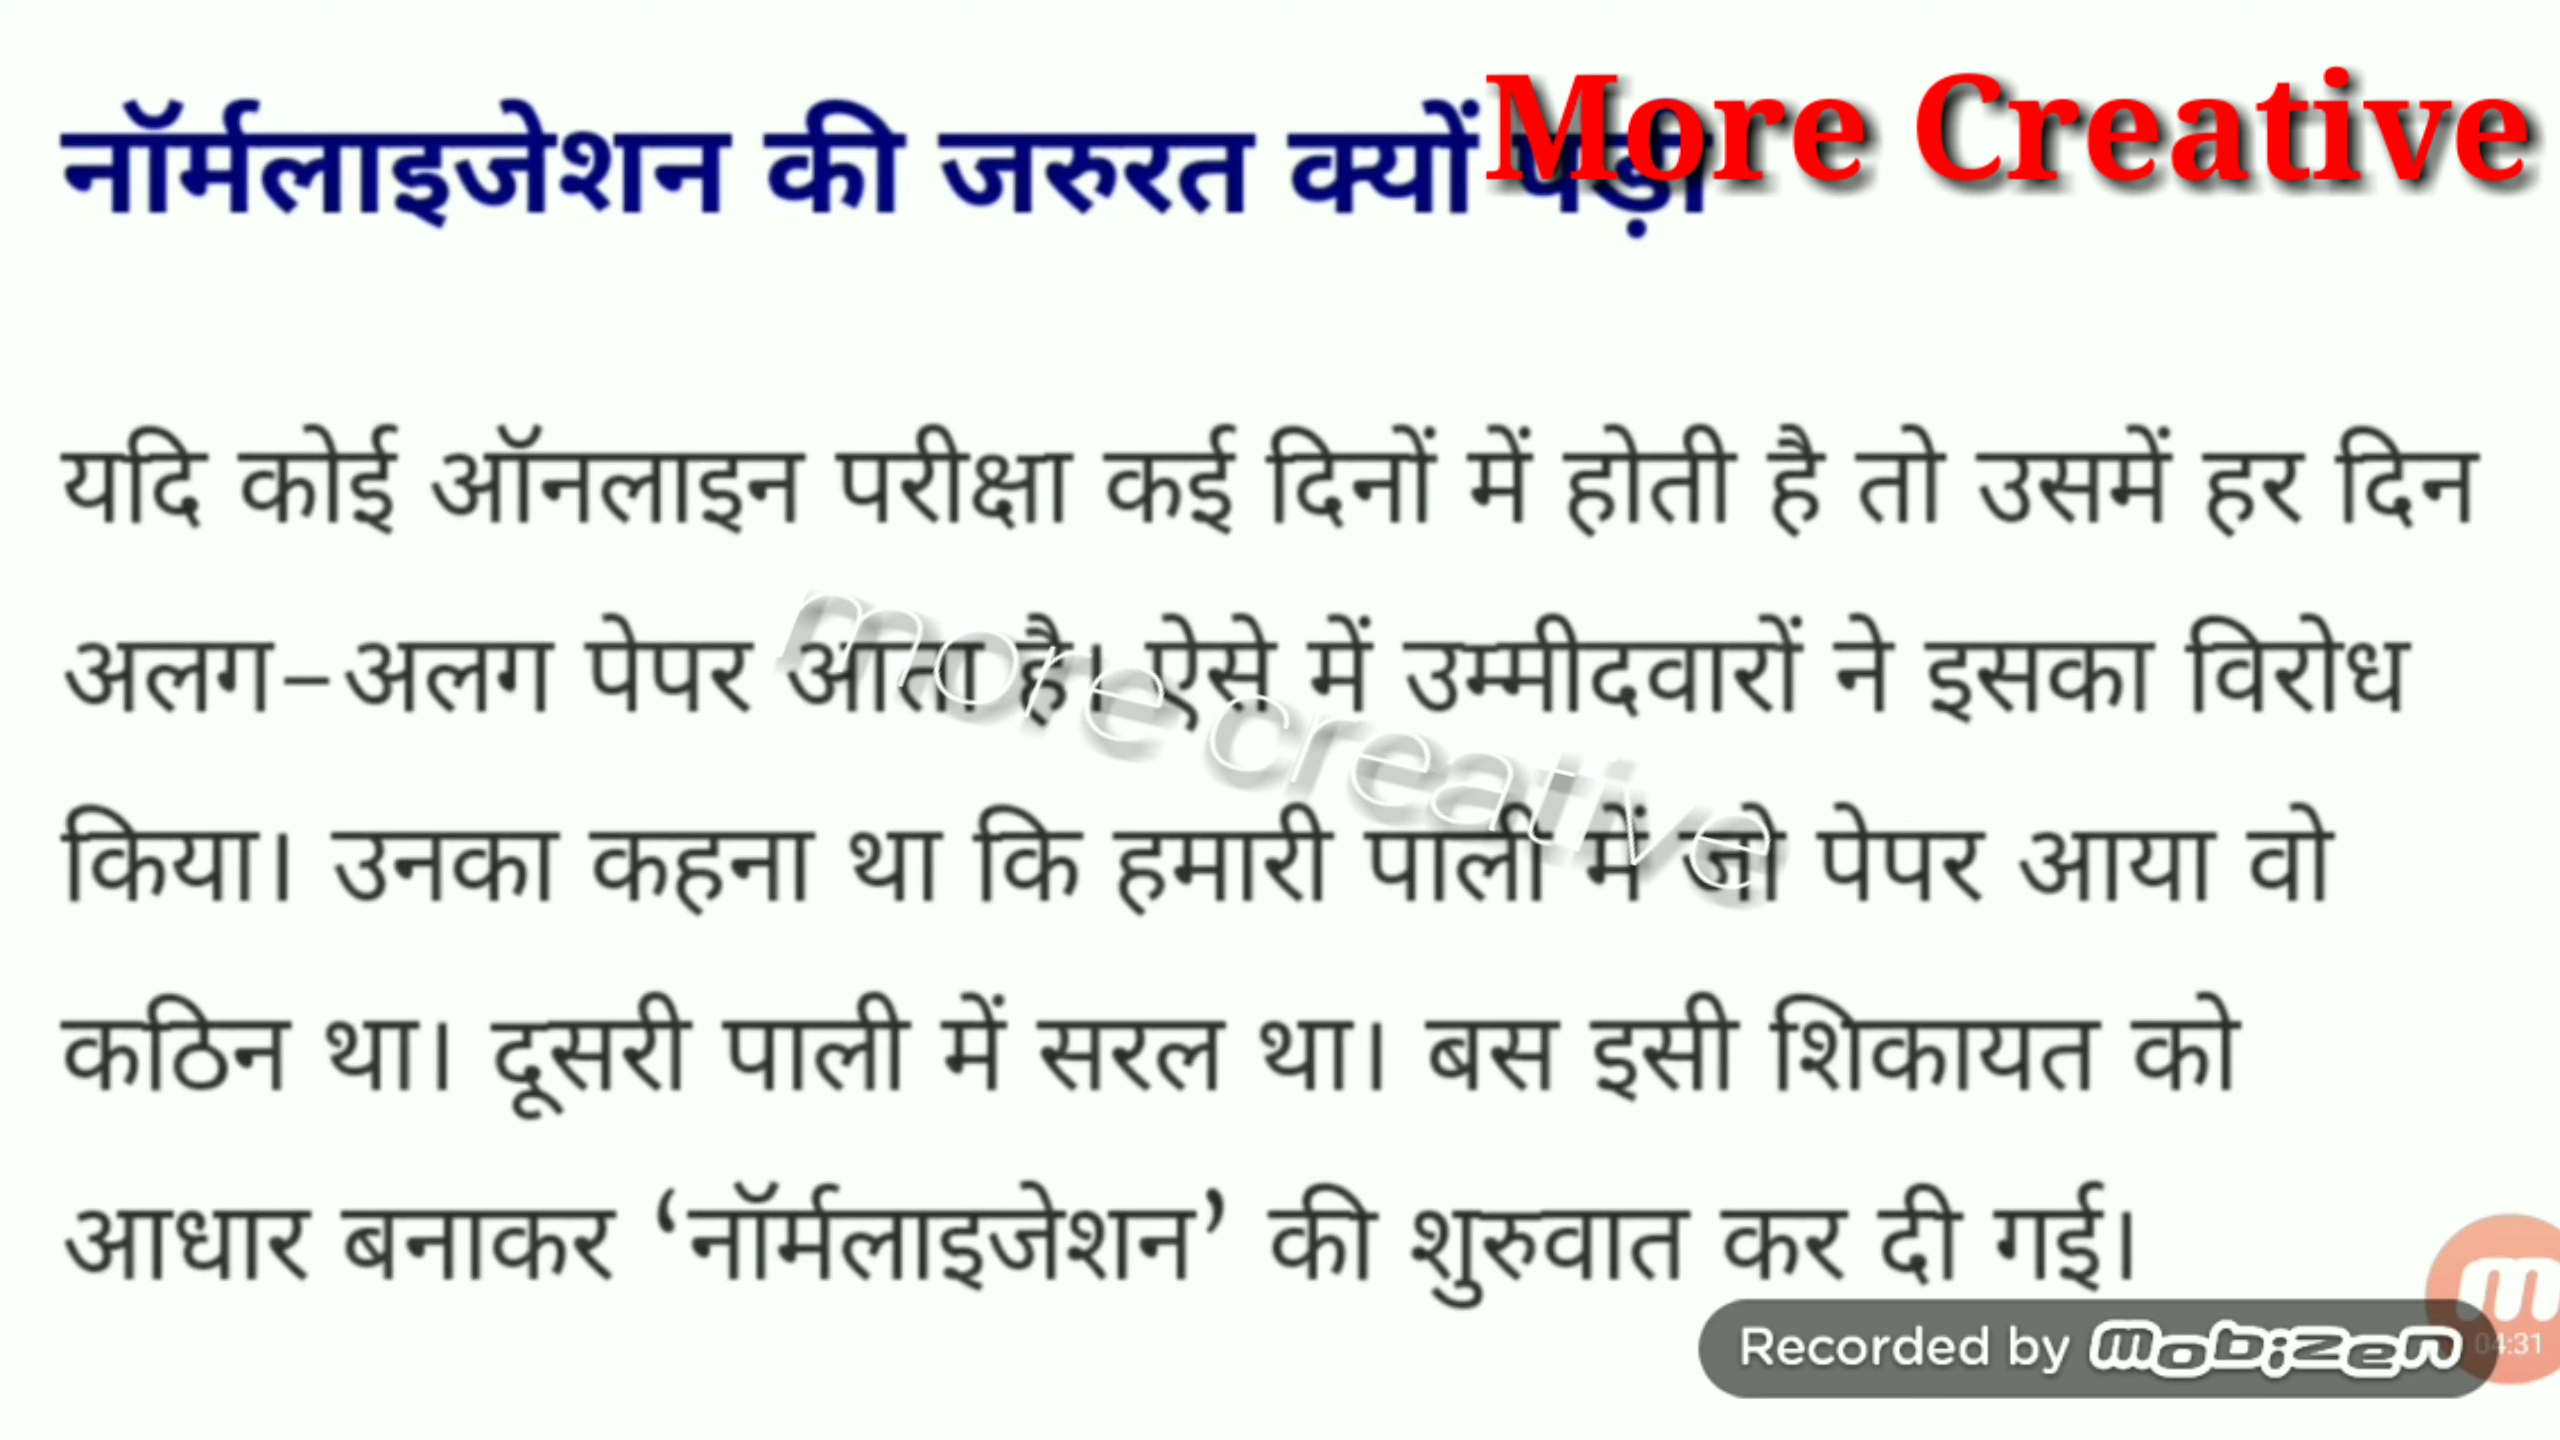 नॉर्मलाइजेशन की जरुरत क्यों पड़ी
More Creative
यदि कोई ऑनलाइन परीक्षा कई दिनों में होती है तो उसमें हर दिन
अलग-अलग पेपर आता है। ऐसे में उम्मीदवारों ने इसका विरोध
more creative
किया। उनका कहना था कि हमारी पाली में जो पेपर आया वो
कठिन था। दूसरी पाली में सरल था। बस इसी शिकायत को
आधार बनाकर ‘नॉर्मलाइजेशन’ की शुरुवात कर दी गई।
Recorded by mobizen
04:31